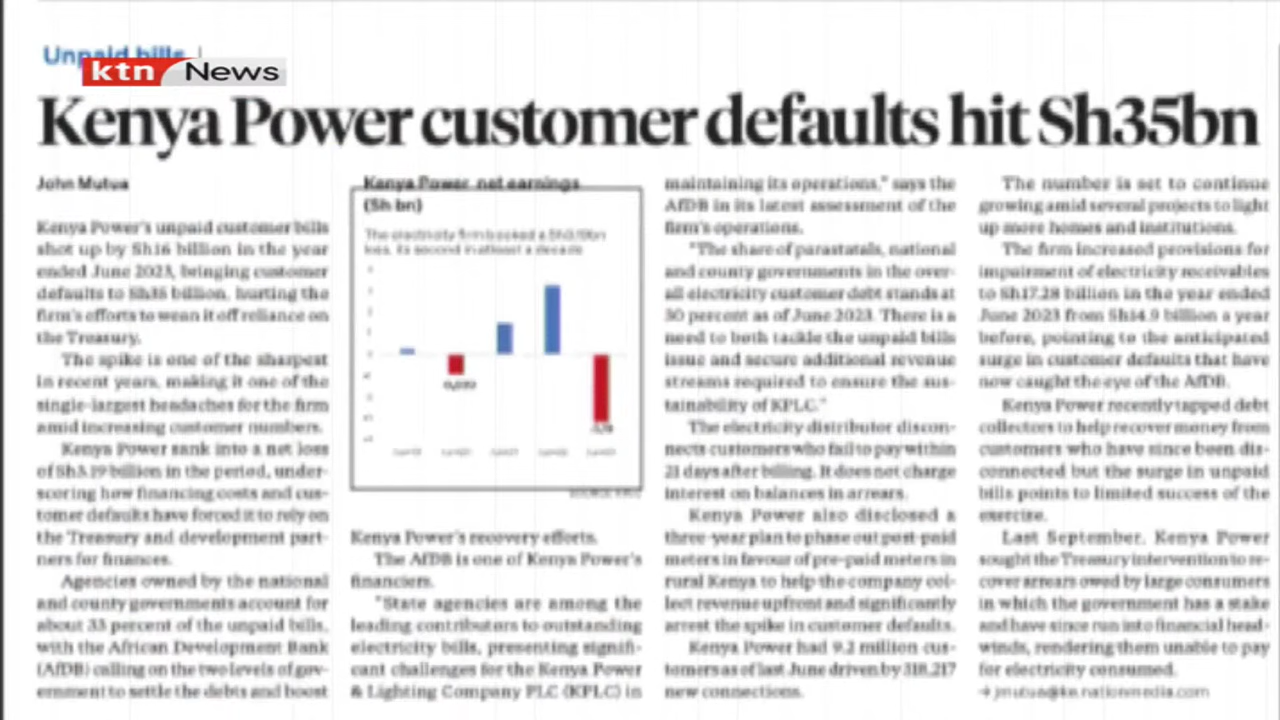 Unpaid bills
ktn News
Kenya Power customer defaults hit Sh35bn
John Mutua
Kenya Power's unpaid customer bills
shot up by Sh16 billion in the year
ended June 2023, bringing customer
defaults to Sh35 billion, hurting the
firm's efforts to wean it off reliance on
the Treasury.
The spike is one of the sharpest
in recent years, making it one of the
single-largest headaches for the firm
amid increasing customer numbers.
Kenya Power sank into a net loss
of Sh3.19 billion in the period, under-
scoring how financing costs and cus-
tomer defaults have forced it to rely on
the Treasury and development part-
ners for finances.
Agencies owned by the national
and county governments account for
about 33 percent of the unpaid bills,
with the African Development Bank
(AfDB) calling on the two levels of gov-
ernment to settle the debts and boost
Kenya Power net earnings
(Sh bn)
The electricity firm booked a Sh3.19bn
loss, its second in at least a decade
Kenya Power's recovery efforts.
The AfDB is one of Kenya Power's
financiers.
"State agencies are among the
leading contributors to outstanding
electricity bills, presenting signifi-
cant challenges for the Kenya Power
& Lighting Company PLC (KPLC) in
maintaining its operations," says the
AfDB in its latest assessment of the
firm's operations.
"The share of parastatals, national
and county governments in the over-
all electricity customer debt stands at
30 percent as of June 2023. There is a
need to both tackle the unpaid bills
issue and secure additional revenue
streams required to ensure the sus-
tainability of KPLC."
The electricity distributor discon-
nects customers who fail to pay within
21 days after billing. It does not charge
interest on balances in arrears.
Kenya Power also disclosed a
three-year plan to phase out post-paid
meters in favour of pre-paid meters in
rural Kenya to help the company col-
lect revenue upfront and significantly
arrest the spike in customer defaults.
Kenya Power had 9.2 million cus-
tomers as of last June driven by 318,217
new connections.
The number is set to continue
growing amid several projects to light
up more homes and institutions.
The firm increased provisions for
impairment of electricity receivables
to Sh17.28 billion in the year ended
June 2023 from Sh14.9 billion a year
before, pointing to the anticipated
surge in customer defaults that have
now caught the eye of the AfDB.
Kenya Power recently tapped debt
collectors to help recover money from
customers who have since been dis-
connected but the surge in unpaid
bills points to limited success of the
exercise.
Last September, Kenya Power
sought the Treasury intervention to re-
cover arrears owed by large consumers
in which the government has a stake
and have since run into financial head-
winds, rendering them unable to pay
for electricity consumed.
→ jmutua@ke.nationmedia.com